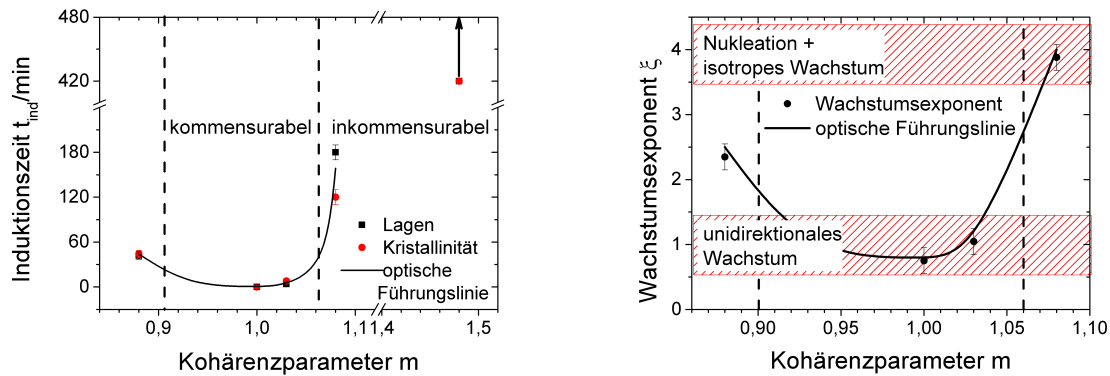 Induktionszeit t_ind/min
480
420
180
120
60
0
kommensurabel
inkommensurabel
Lagen
Kristallinität
optische
Führungslinie
0,9
1,0
1,1
1,4
1,5
Kohärenzparameter m
Wachstumsexponent ξ
4
3
2
1
0
Nukleation +
isotropes Wachstum
Wachstumsexponent
optische Führungslinie
unidirektionales
Wachstum
0,90
0,95
1,00
1,05
1,10
Kohärenzparameter m